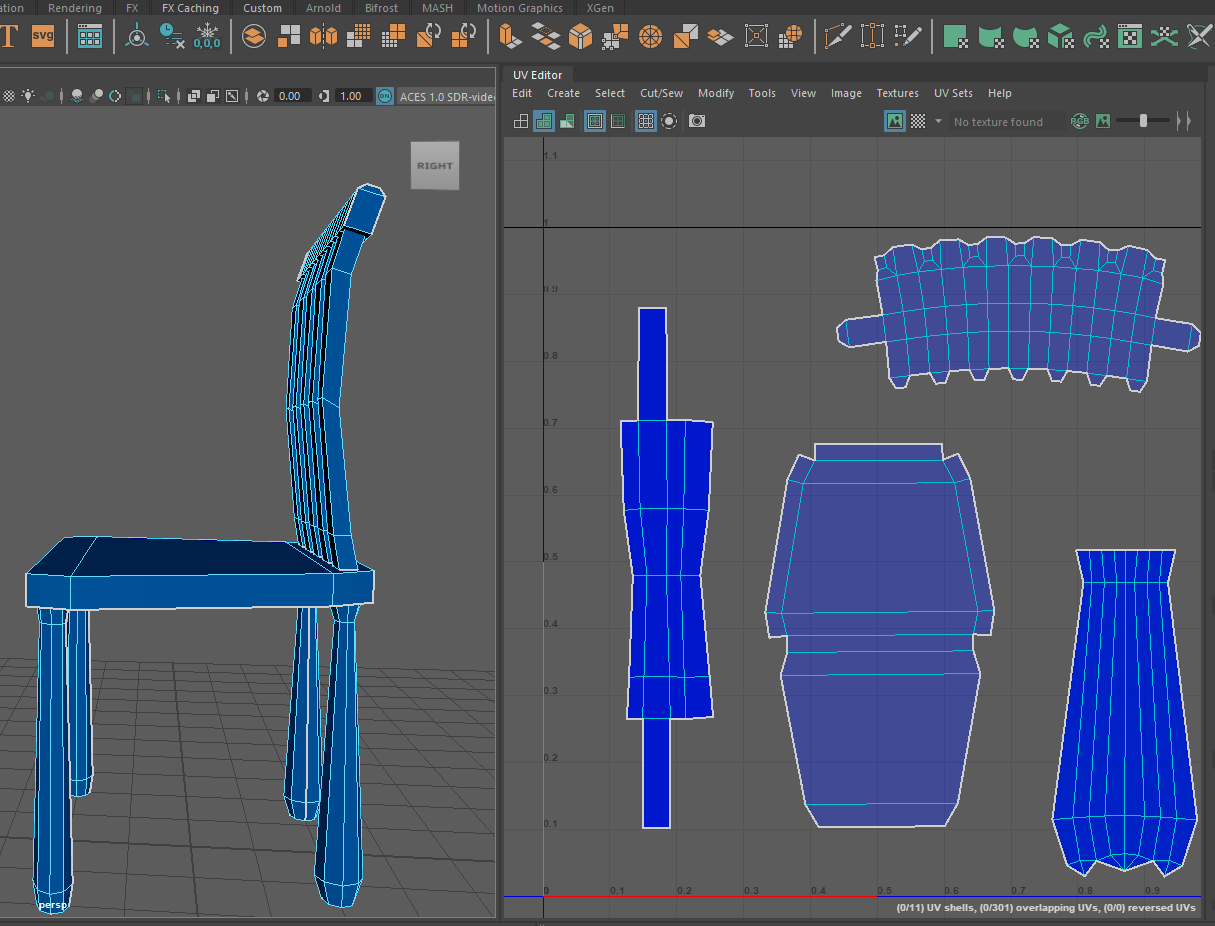 ation Rendering FX FX Caching Custom Arnold Bifrost MASH Motion Graphics XGen
T svg 0,0,0
UV Editor
Edit Create Select Cut/Sew Modify Tools View Image Textures UV Sets Help
0.00 1.00 ON ACES 1.0 SDR-video
No texture found RGB
RIGHT
1.1
1
0.9
0.8
0.7
0.6
0.5
0.4
0.3
0.2
0.1
0 0.1 0.2 0.3 0.4 0.5 0.6 0.7 0.8 0.9
persp
(0/11) UV shells, (0/301) overlapping UVs, (0/0) reversed UVs